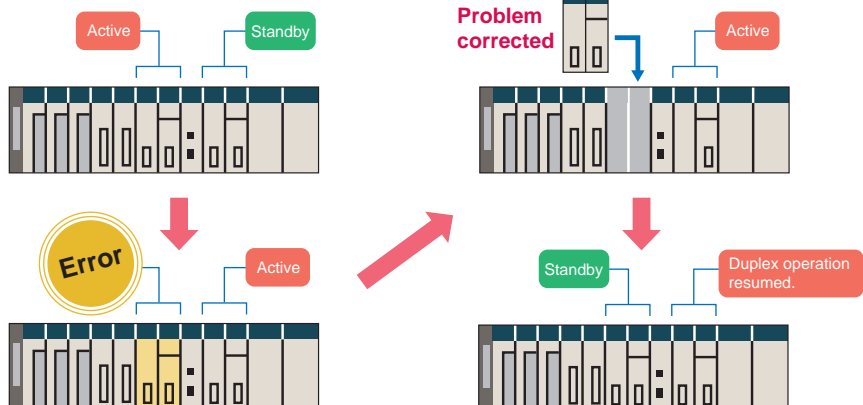 Active
Standby
Error
Active
Problem
corrected
Active
Standby
Duplex operation
resumed.